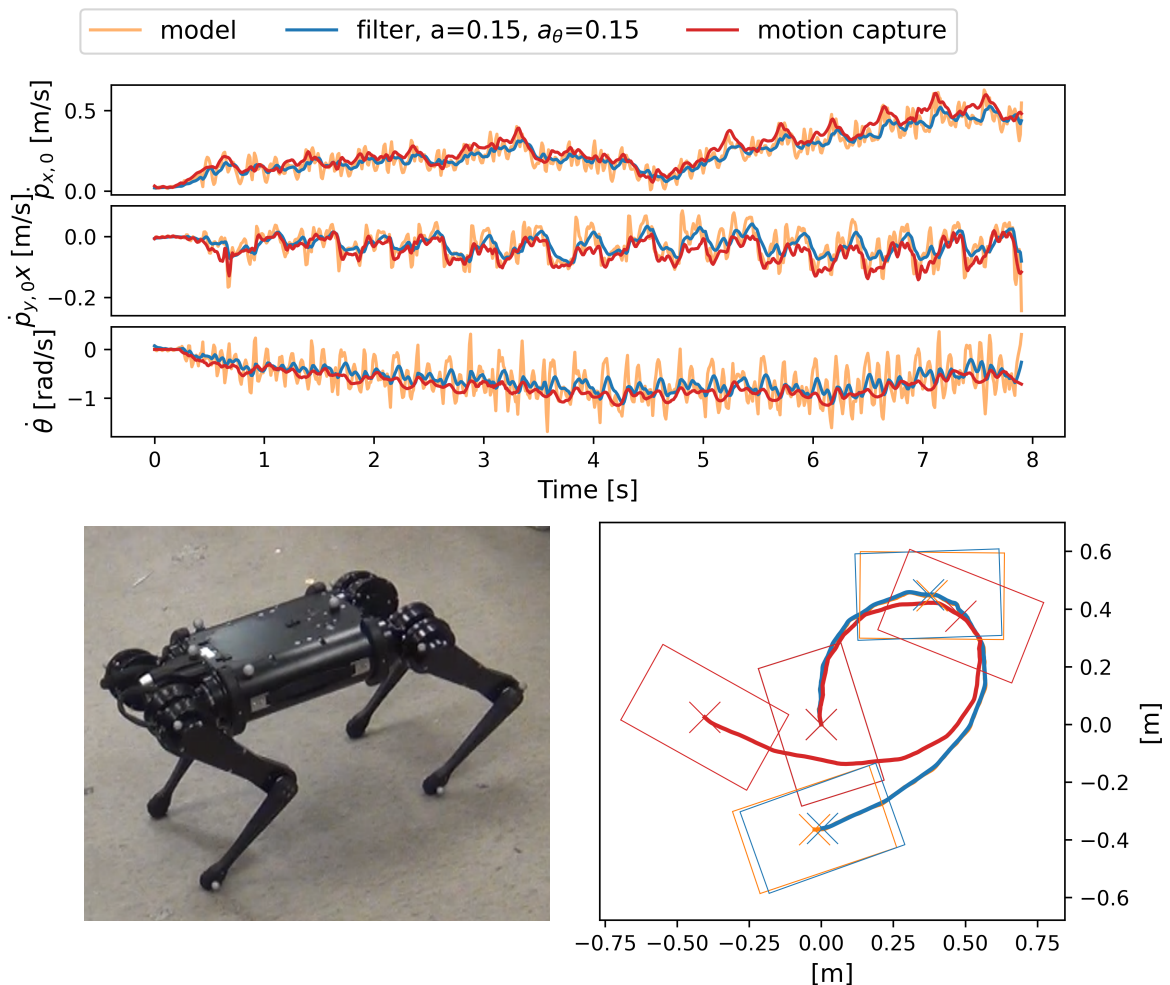 model filter, a=0.15, a_θ=0.15 motion capture
ṗ_{x,0} [m/s]
0.5
0.0
ṗ_{y,0}x [m/s]
0.0
−0.2
θ̇ [rad/s]
0
−1
0 1 2 3 4 5 6 7 8
Time [s]
0.6
0.4
0.2
0.0
−0.2
−0.4
−0.6
[m]
−0.75 −0.50 −0.25 0.00 0.25 0.50 0.75
[m]